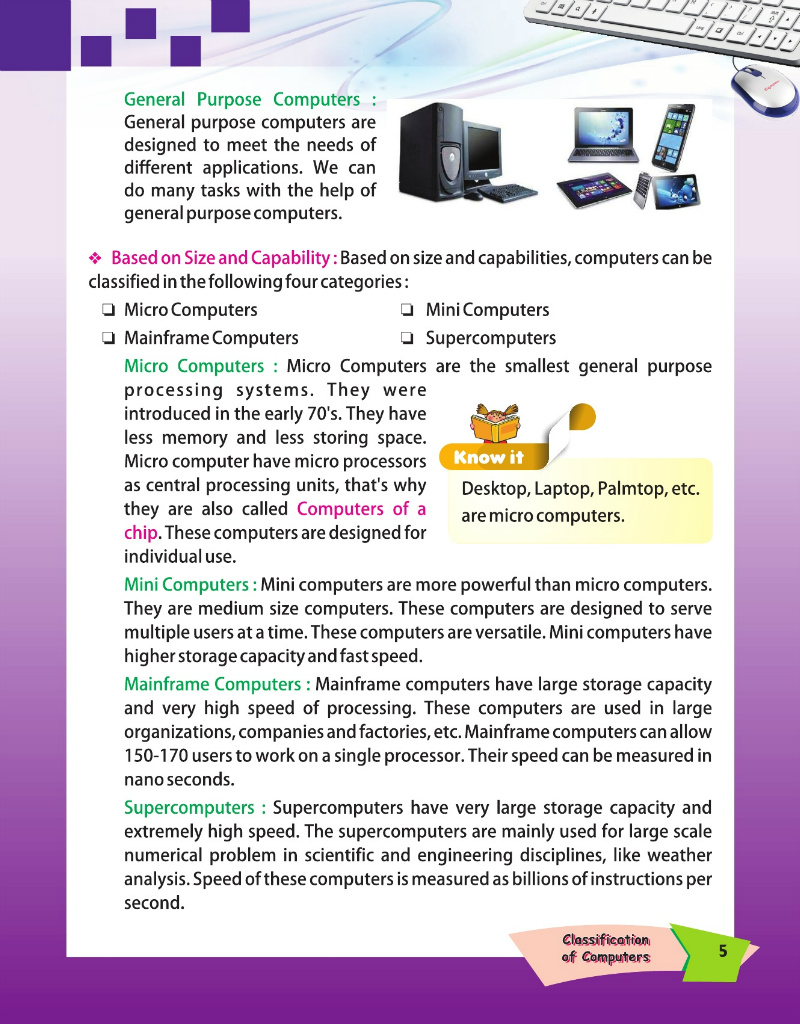 General Purpose Computers :
General purpose computers are
designed to meet the needs of
different applications. We can
do many tasks with the help of
general purpose computers.
❖ Based on Size and Capability : Based on size and capabilities, computers can be
classified in the following four categories :
❏ Micro Computers ❏ Mini Computers
❏ Mainframe Computers ❏ Supercomputers
Micro Computers : Micro Computers are the smallest general purpose
processing systems. They were
introduced in the early 70's. They have
less memory and less storing space.
Micro computer have micro processors
as central processing units, that's why
they are also called Computers of a
chip. These computers are designed for
individual use.
Know it
Desktop, Laptop, Palmtop, etc.
are micro computers.
Mini Computers : Mini computers are more powerful than micro computers.
They are medium size computers. These computers are designed to serve
multiple users at a time. These computers are versatile. Mini computers have
higher storage capacity and fast speed.
Mainframe Computers : Mainframe computers have large storage capacity
and very high speed of processing. These computers are used in large
organizations, companies and factories, etc. Mainframe computers can allow
150-170 users to work on a single processor. Their speed can be measured in
nano seconds.
Supercomputers : Supercomputers have very large storage capacity and
extremely high speed. The supercomputers are mainly used for large scale
numerical problem in scientific and engineering disciplines, like weather
analysis. Speed of these computers is measured as billions of instructions per
second.
Classification
of Computers
5